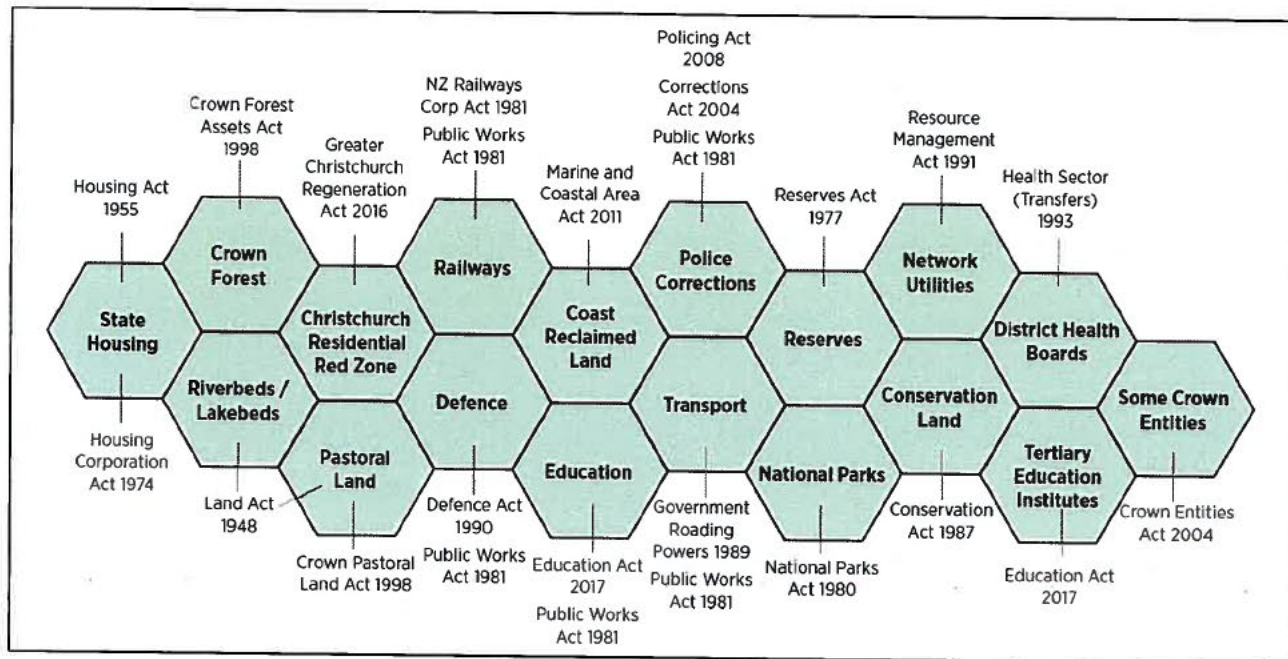 Housing Act
1955
Crown Forest
Assets Act
1998
Greater
Christchurch
Regeneration
Act 2016
NZ Railways
Corp Act 1981
Public Works
Act 1981
Marine and
Coastal Area
Act 2011
Policing Act
2008
Corrections
Act 2004
Public Works
Act 1981
Reserves Act
1977
Resource
Management
Act 1991
Health Sector
(Transfers)
1993
State
Housing
Crown
Forest
Riverbeds /
Lakebeds
Christchurch
Residential
Red Zone
Pastoral
Land
Railways
Defence
Coast
Reclaimed
Land
Education
Police
Corrections
Transport
Reserves
National Parks
Network
Utilities
Conservation
Land
District Health
Boards
Tertiary
Education
Institutes
Some Crown
Entities
Housing
Corporation
Act 1974
Land Act
1948
Crown Pastoral
Land Act 1998
Defence Act
1990
Public Works
Act 1981
Education Act
2017
Public Works
Act 1981
Government
Roading
Powers 1989
Public Works
Act 1981
National Parks
Act 1980
Conservation
Act 1987
Education Act
2017
Crown Entities
Act 2004